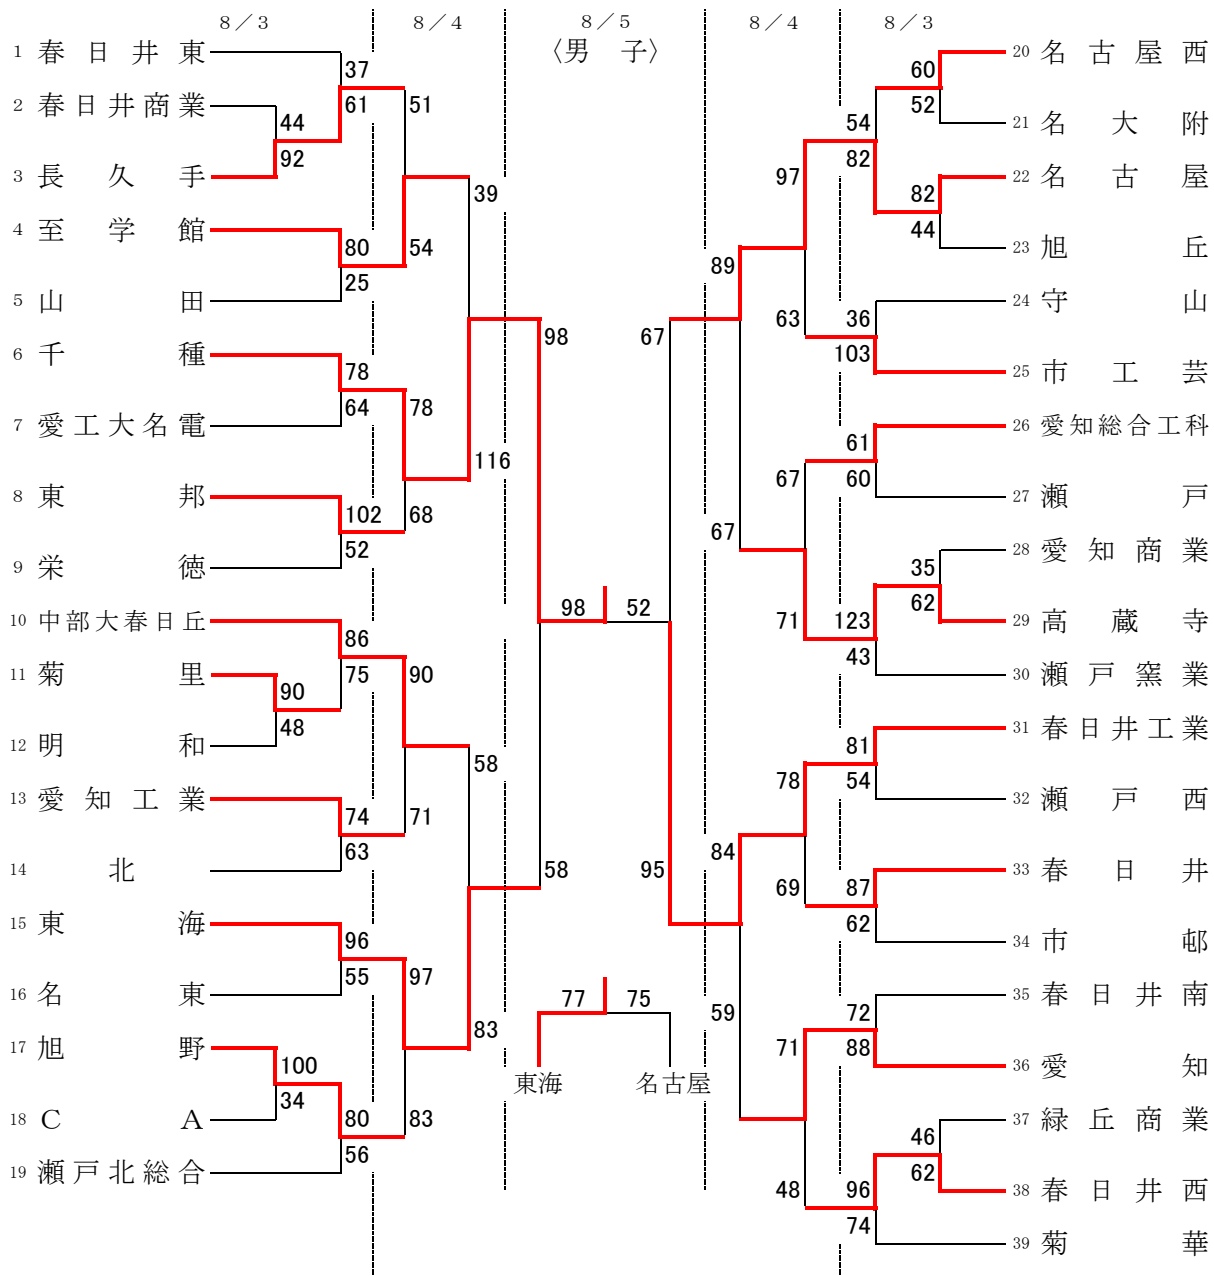 8／3 8／4 8／5 8／4 8／3
〈男　子〉
1 春日井東
2 春日井商業
3 長久手
4 至学館
5 山田
6 千種
7 愛工大名電
8 東邦
9 栄徳
10 中部大春日丘
11 菊里
12 明和
13 愛知工業
14 北
15 東海
16 名東
17 旭野
18 CA
19 瀬戸北総合
37
61
44
92
80
25
78
64
102
52
86
75
90
48
74
63
96
55
100
34
80
56
51
54
78
68
90
71
97
83
39
116
58
83
98
58
98 52
77 75
東海 名古屋
67
95
89
67
84
59
97
63
67
71
78
69
71
48
54
82
36
103
61
60
123
43
81
54
87
62
72
88
96
74
60
52
82
44
35
62
46
62
20 名古屋西
21 名大附
22 名古屋
23 旭丘
24 守山
25 市工芸
26 愛知総合工科
27 瀬戸
28 愛知商業
29 高蔵寺
30 瀬戸窯業
31 春日井工業
32 瀬戸西
33 春日井
34 市邨
35 春日井南
36 愛知
37 緑丘商業
38 春日井西
39 菊華